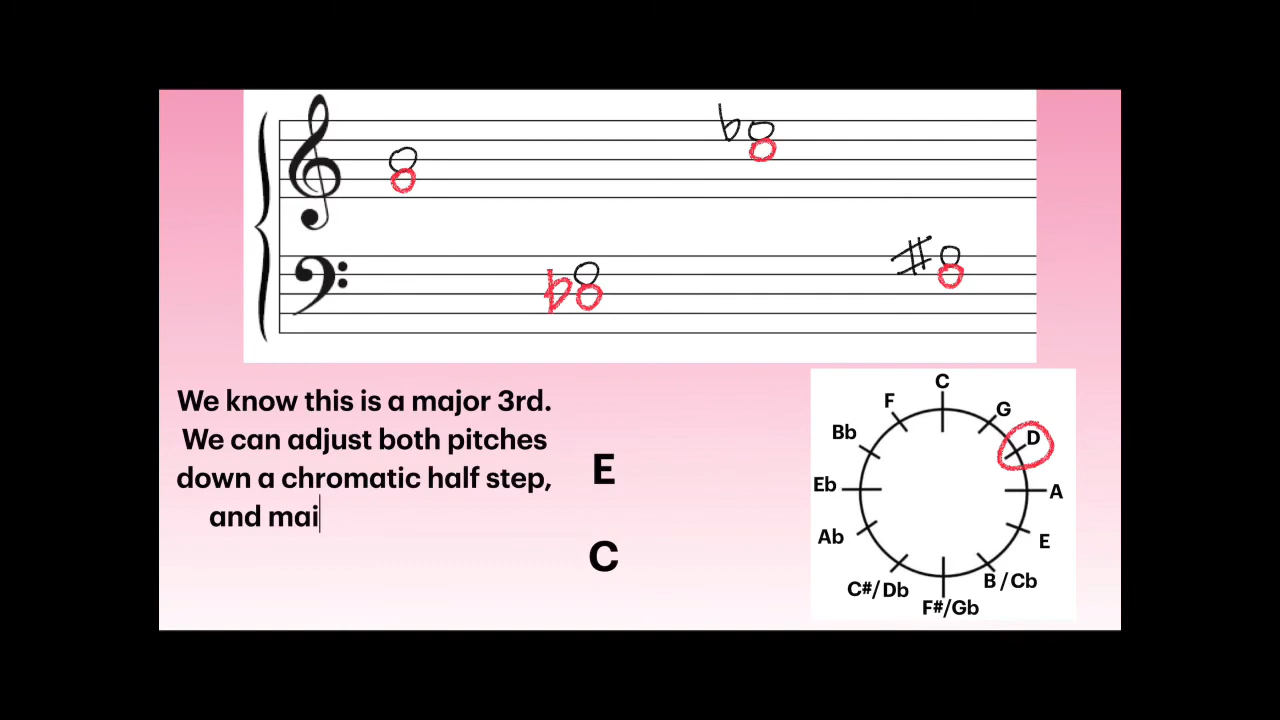 We know this is a major 3rd.
We can adjust both pitches
down a chromatic half step,
and mai
E
C
C
G
D
A
E
B/Cb
F#/Gb
C#/Db
Ab
Eb
Bb
F